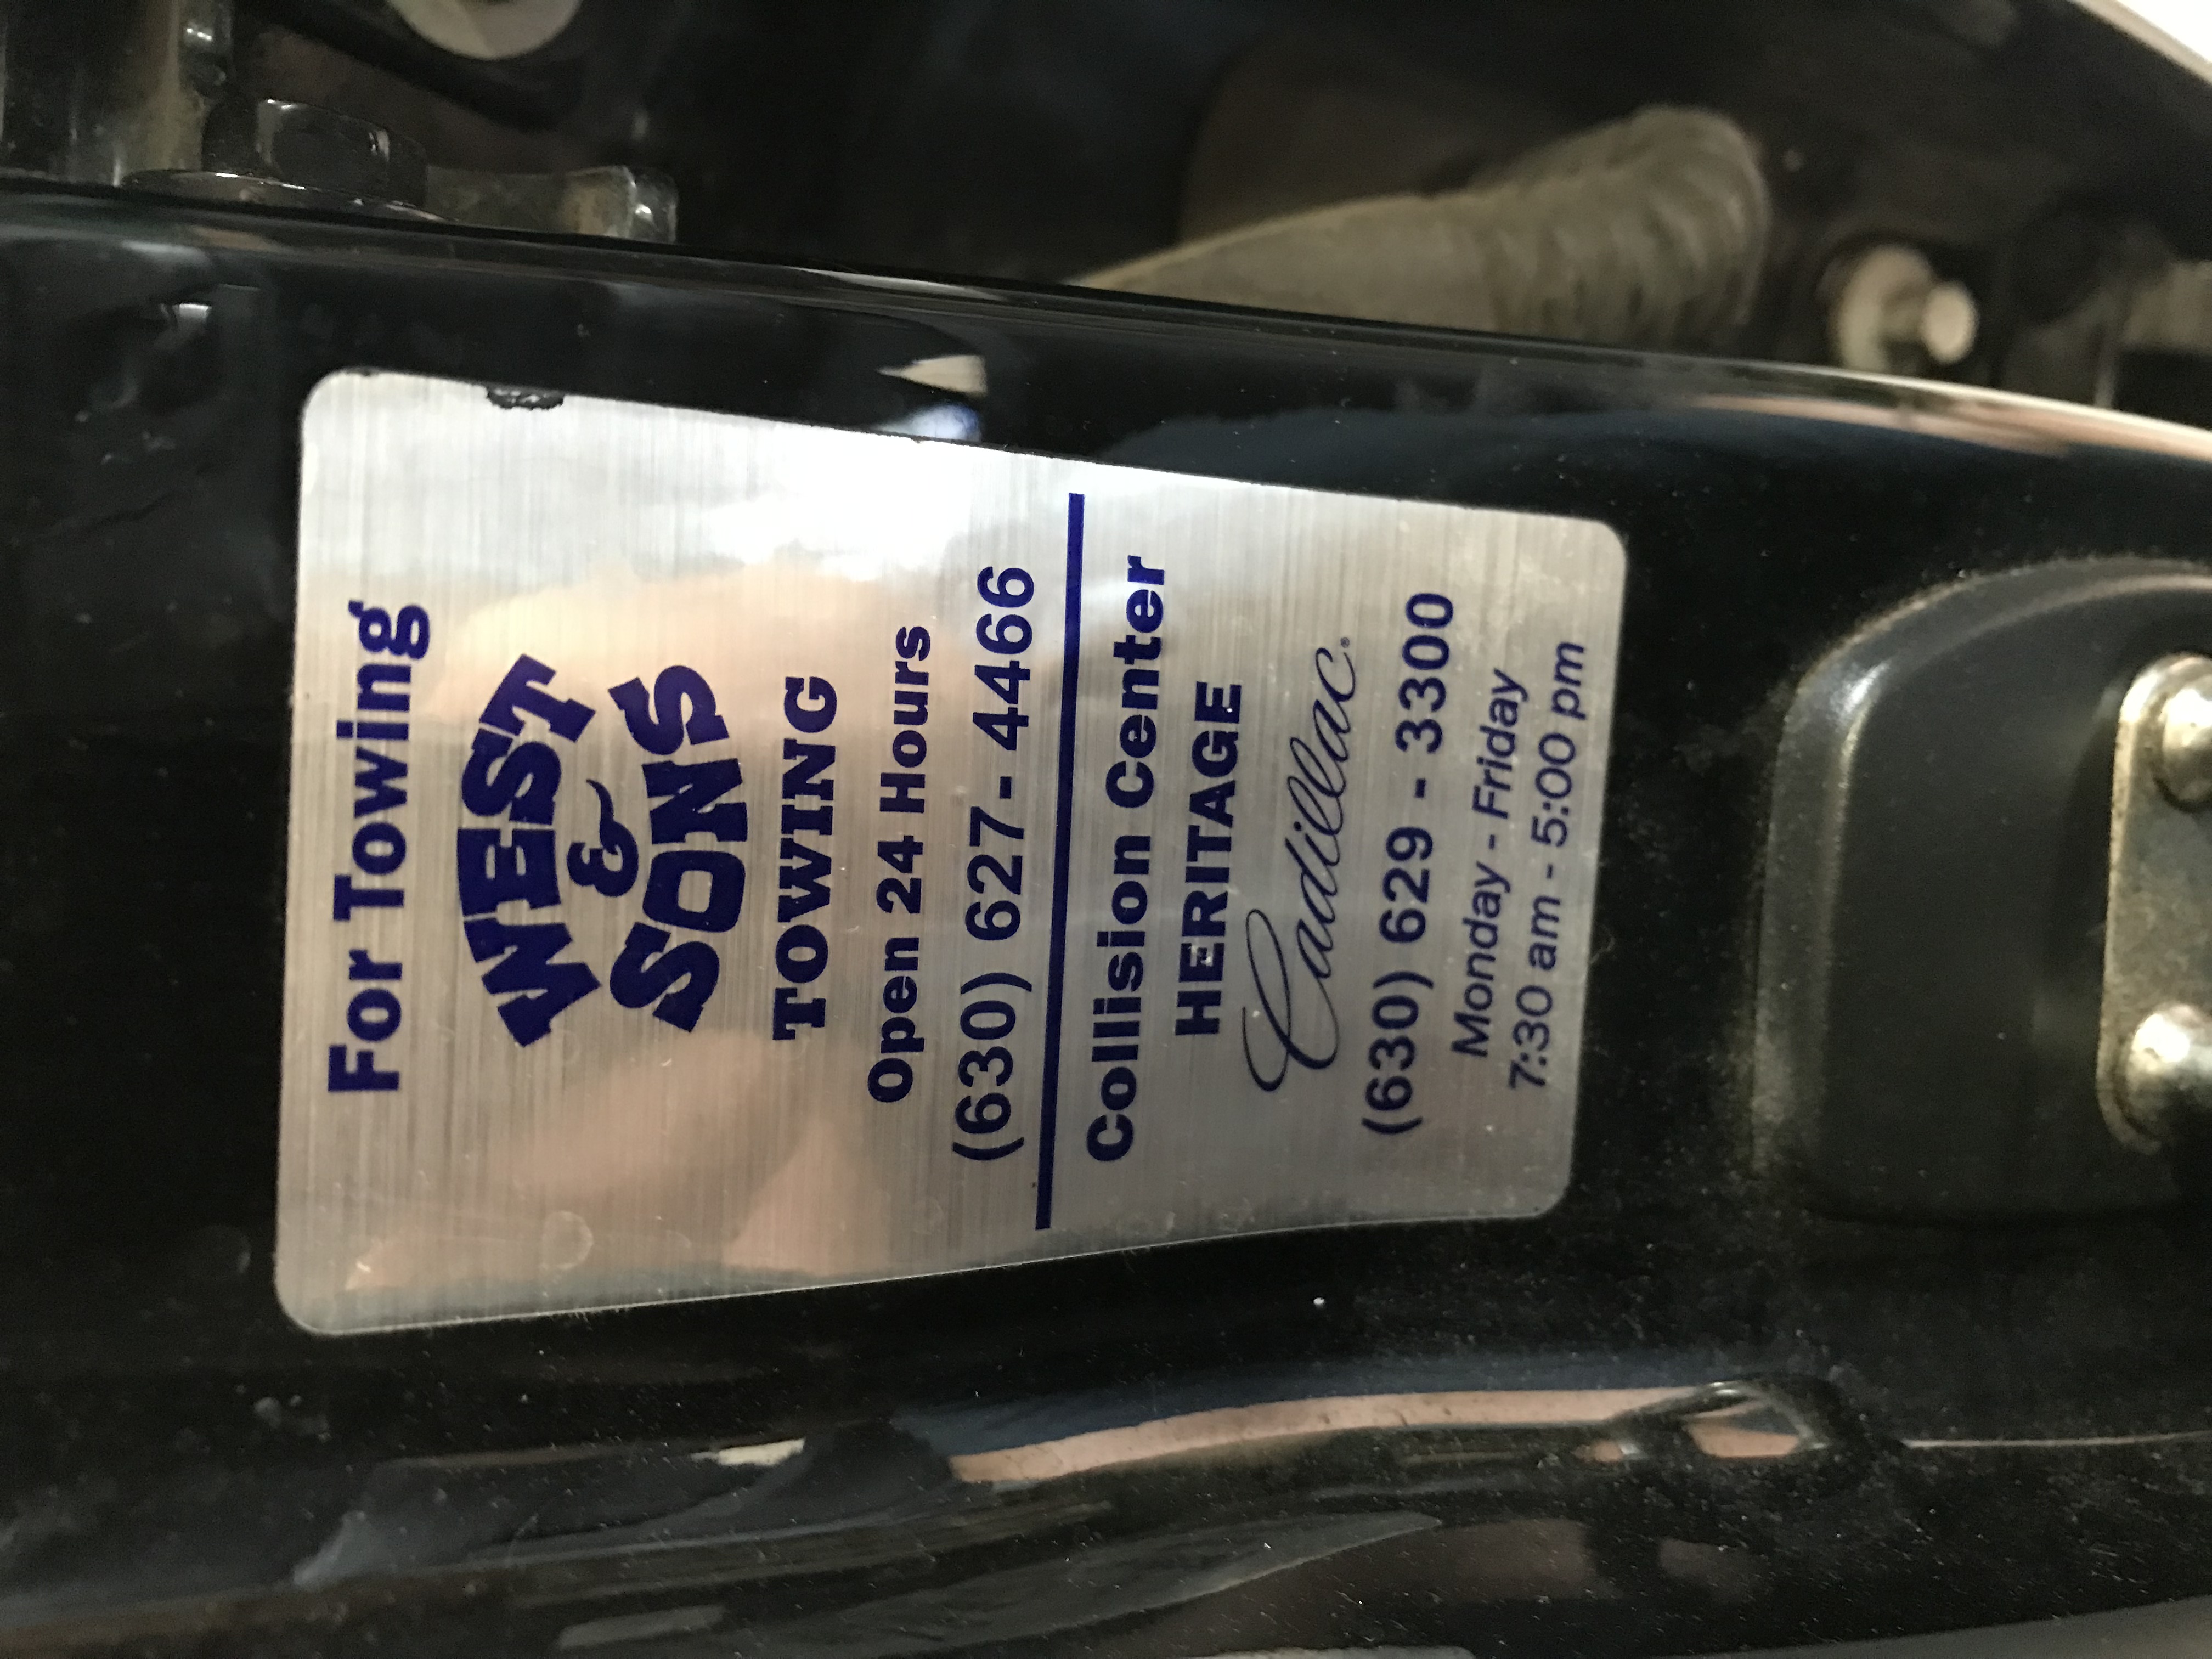 For Towing
WEST
&
SONS
TOWING
Open 24 Hours
(630) 627- 4466
Collision Center
HERITAGE
Cadillac
(630) 629 - 3300
Monday - Friday
7:30 am - 5:00 pm